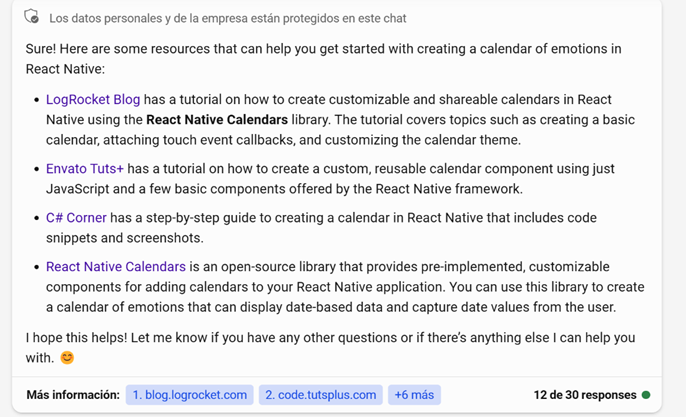 Los datos personales y de la empresa están protegidos en este chat
Sure! Here are some resources that can help you get started with creating a calendar of emotions in
React Native:
• LogRocket Blog has a tutorial on how to create customizable and shareable calendars in React
Native using the React Native Calendars library. The tutorial covers topics such as creating a basic
calendar, attaching touch event callbacks, and customizing the calendar theme.
• Envato Tuts+ has a tutorial on how to create a custom, reusable calendar component using just
JavaScript and a few basic components offered by the React Native framework.
• C# Corner has a step-by-step guide to creating a calendar in React Native that includes code
snippets and screenshots.
• React Native Calendars is an open-source library that provides pre-implemented, customizable
components for adding calendars to your React Native application. You can use this library to create
a calendar of emotions that can display date-based data and capture date values from the user.
I hope this helps! Let me know if you have any other questions or if there's anything else I can help you
with. 😊
Más información: 1. blog.logrocket.com 2. code.tutsplus.com +6 más 12 de 30 responses